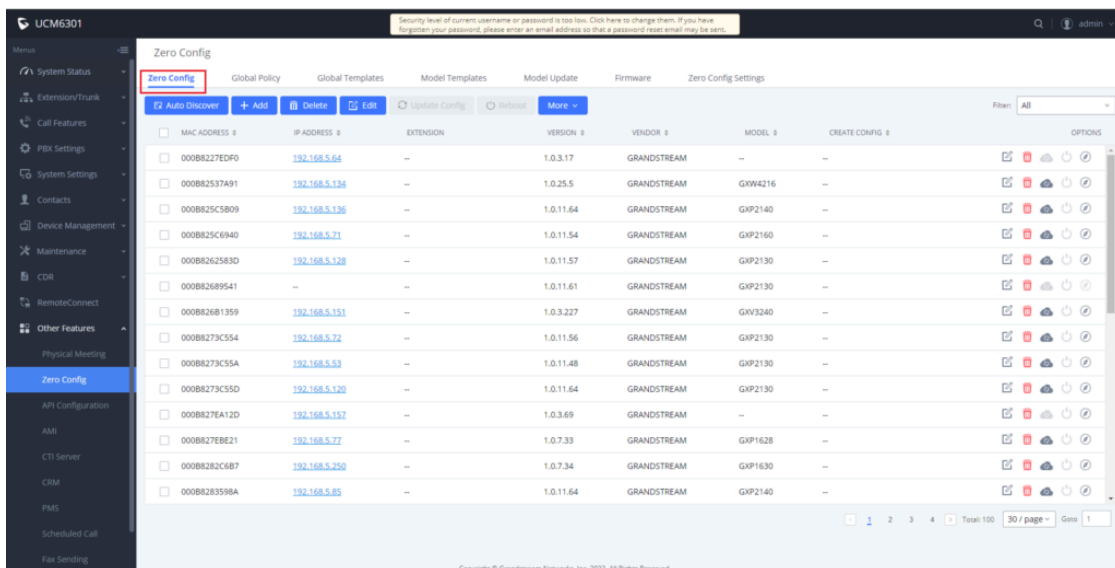 UCM6301
Security level of current username or password is too low. Click here to change them. If you have
forgotten your password, please enter an email address so that a password reset email may be sent.
admin
Menus
System Status
Extension/Trunk
Call Features
PBX Settings
System Settings
Contacts
Device Management
Maintenance
CDR
RemoteConnect
Other Features
Physical Meeting
Zero Config
API Configuration
AMI
CTI Server
CRM
PMS
Scheduled Call
Fax Sending
Zero Config
Zero Config Global Policy Global Templates Model Templates Model Update Firmware Zero Config Settings
Auto Discover + Add Delete Edit Update Config Reboot More Filter: All
MAC ADDRESS IP ADDRESS EXTENSION VERSION VENDOR MODEL CREATE CONFIG OPTIONS
000B8227EDF0 192.168.5.64 -- 1.0.3.17 GRANDSTREAM -- --
000B82537A91 192.168.5.134 -- 1.0.25.5 GRANDSTREAM GXW4216 --
000B825C5B09 192.168.5.136 -- 1.0.11.64 GRANDSTREAM GXP2140 --
000B825C6940 192.168.5.71 -- 1.0.11.54 GRANDSTREAM GXP2160 --
000B8262583D 192.168.5.128 -- 1.0.11.57 GRANDSTREAM GXP2130 --
000B82689541 -- -- 1.0.11.61 GRANDSTREAM GXP2130 --
000B826B1359 192.168.5.151 -- 1.0.3.227 GRANDSTREAM GXV3240 --
000B8273C554 192.168.5.72 -- 1.0.11.56 GRANDSTREAM GXP2130 --
000B8273C55A 192.168.5.53 -- 1.0.11.48 GRANDSTREAM GXP2130 --
000B8273C55D 192.168.5.120 -- 1.0.11.64 GRANDSTREAM GXP2130 --
000B827EA12D 192.168.5.157 -- 1.0.3.69 GRANDSTREAM -- --
000B827EBE21 192.168.5.77 -- 1.0.7.33 GRANDSTREAM GXP1628 --
000B8282C6B7 192.168.5.250 -- 1.0.7.34 GRANDSTREAM GXP1630 --
000B8283598A 192.168.5.85 -- 1.0.11.64 GRANDSTREAM GXP2140 --
1 2 3 4 Total: 100 30 / page Goto 1